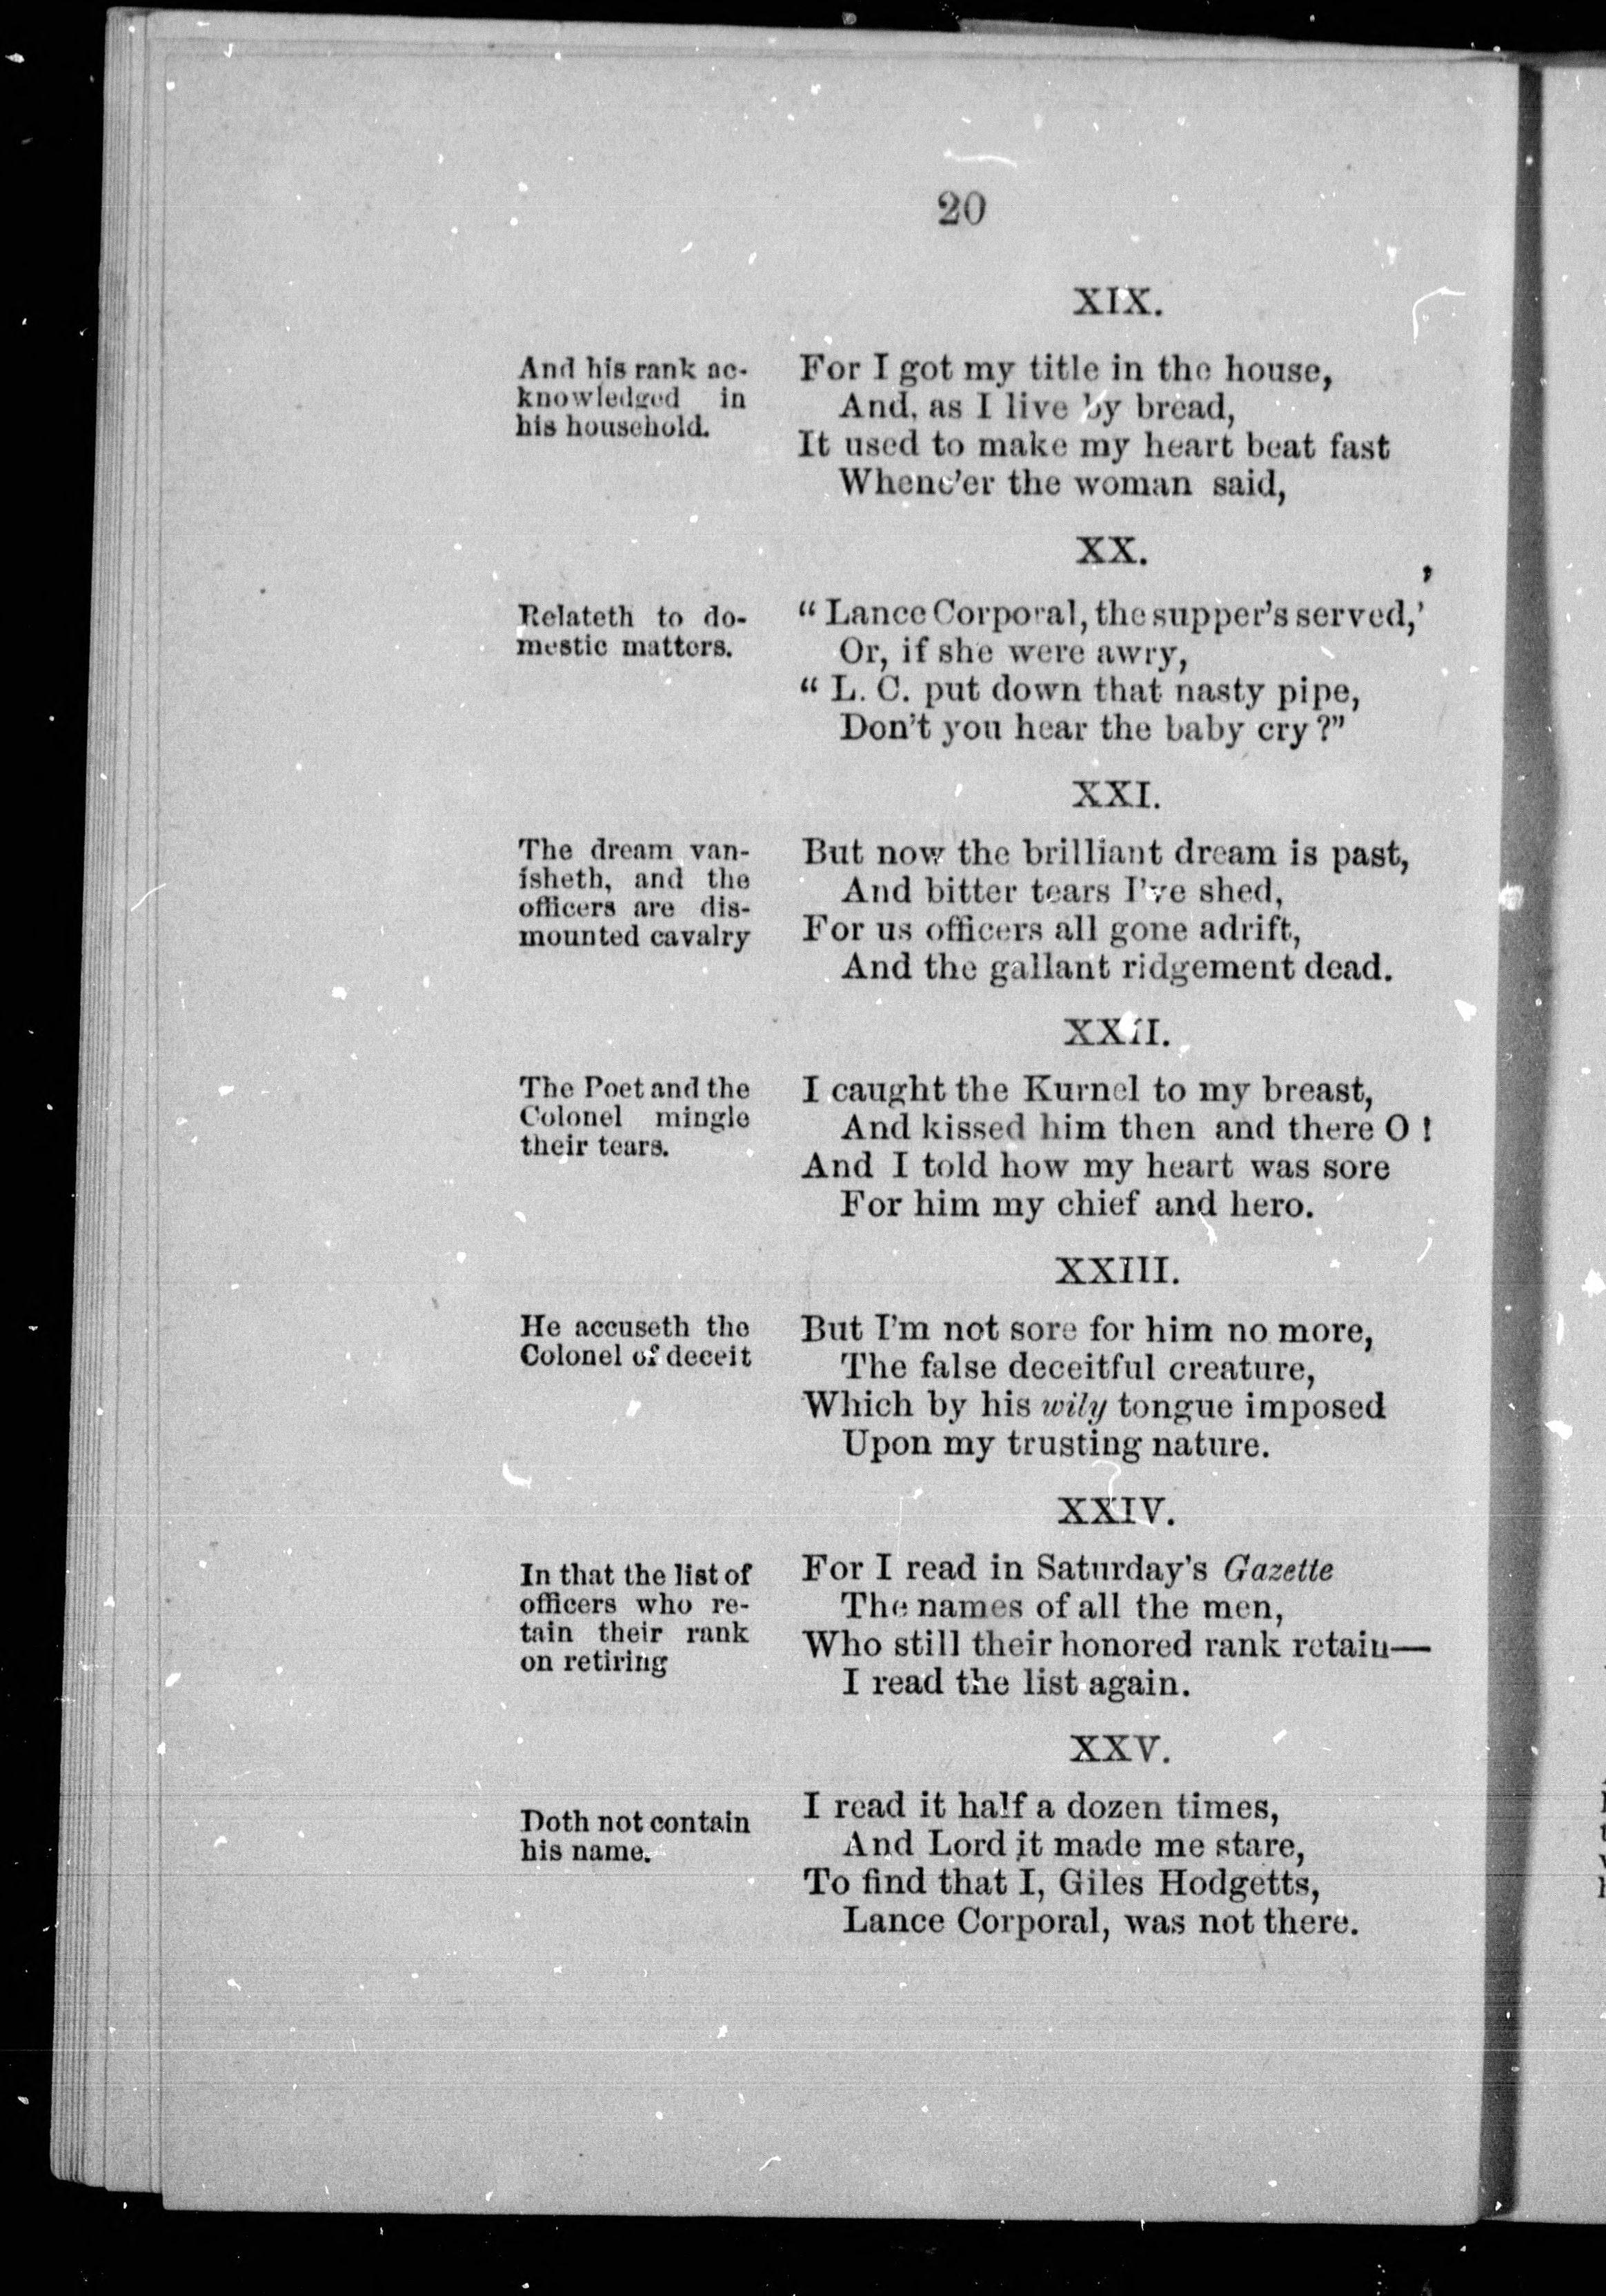 20
XIX.
And his rank ac-
knowledged in
his household.
For I got my title in the house,
And, as I live by bread,
It used to make my heart beat fast
Whene'er the woman said,
XX.
Relateth to do-
mestic matters.
“ Lance Corporal, the supper's served,’
Or, if she were awry,
“ L. C. put down that nasty pipe,
Don't you hear the baby cry ?”
XXI.
The dream van-
isheth, and the
officers are dis-
mounted cavalry
But now the brilliant dream is past,
And bitter tears I've shed,
For us officers all gone adrift,
And the gallant ridgement dead.
XXII.
The Poet and the
Colonel mingle
their tears.
I caught the Kurnel to my breast,
And kissed him then and there O !
And I told how my heart was sore
For him my chief and hero.
XXIII.
He accuseth the
Colonel of deceit
But I'm not sore for him no more,
The false deceitful creature,
Which by his wily tongue imposed
Upon my trusting nature.
XXIV.
In that the list of
officers who re-
tain their rank
on retiring
For I read in Saturday's Gazette
The names of all the men,
Who still their honored rank retain—
I read the list again.
XXV.
Doth not contain
his name.
I read it half a dozen times,
And Lord it made me stare,
To find that I, Giles Hodgetts,
Lance Corporal, was not there.